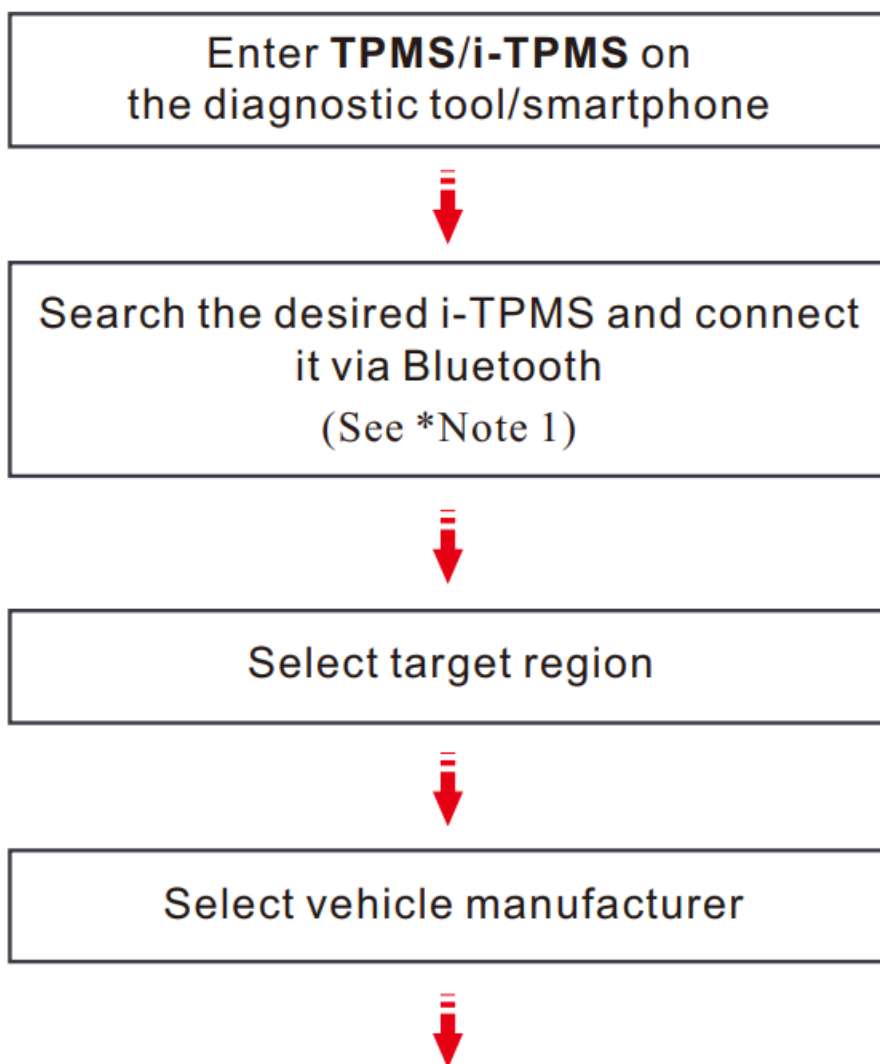 Enter TPMS/i-TPMS on
the diagnostic tool/smartphone
Search the desired i-TPMS and connect
it via Bluetooth
(See *Note 1)
Select target region
Select vehicle manufacturer